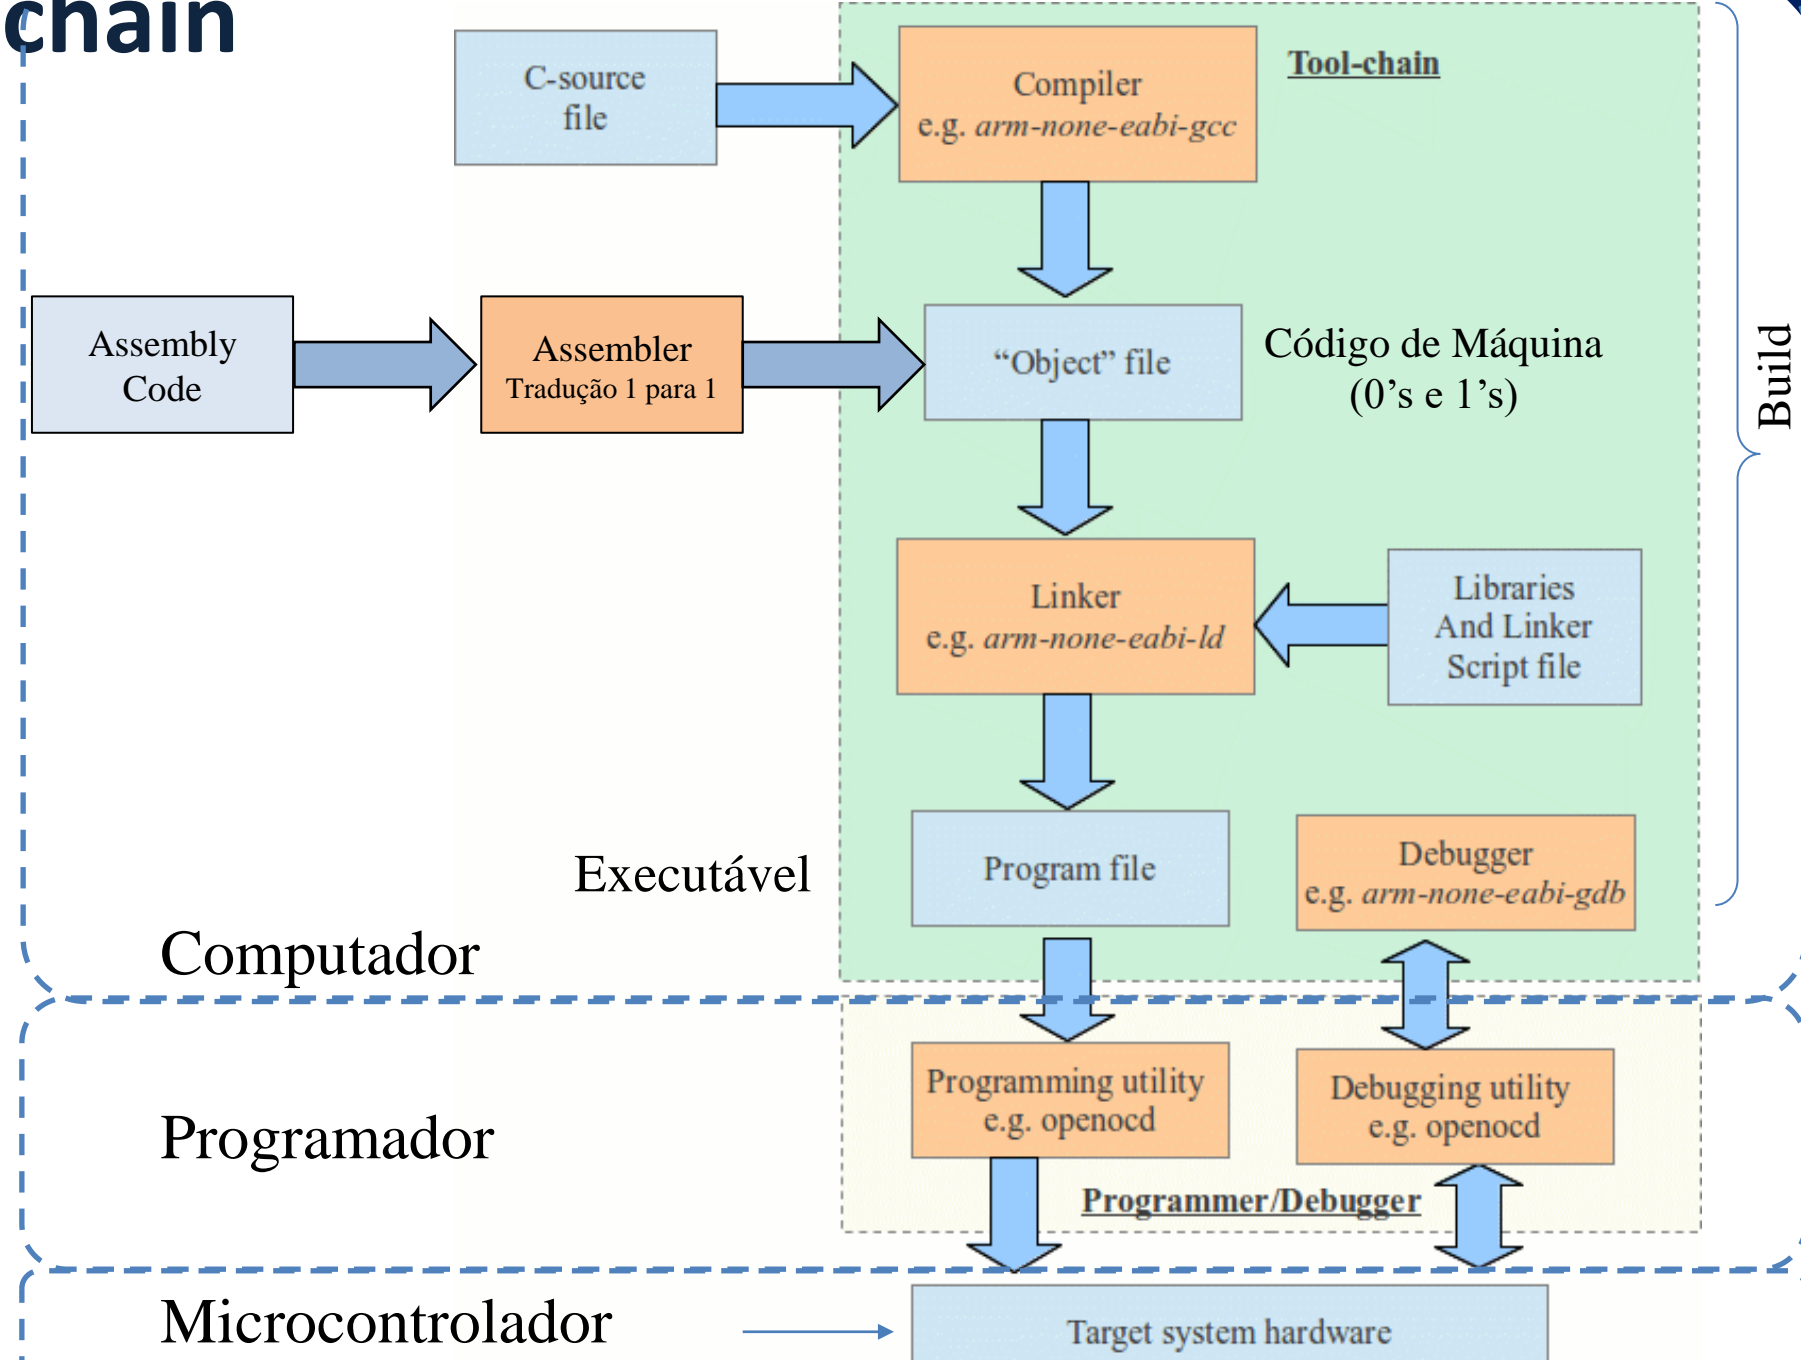 chain
C-source
file
Compiler
e.g. arm-none-eabi-gcc
Tool-chain
Assembly
Code
Assembler
Tradução 1 para 1
“Object” file
Código de Máquina
(0’s e 1’s)
Build
Linker
e.g. arm-none-eabi-ld
Libraries
And Linker
Script file
Executável
Program file
Debugger
e.g. arm-none-eabi-gdb
Computador
Programador
Programming utility
e.g. openocd
Debugging utility
e.g. openocd
Programmer/Debugger
Microcontrolador
Target system hardware